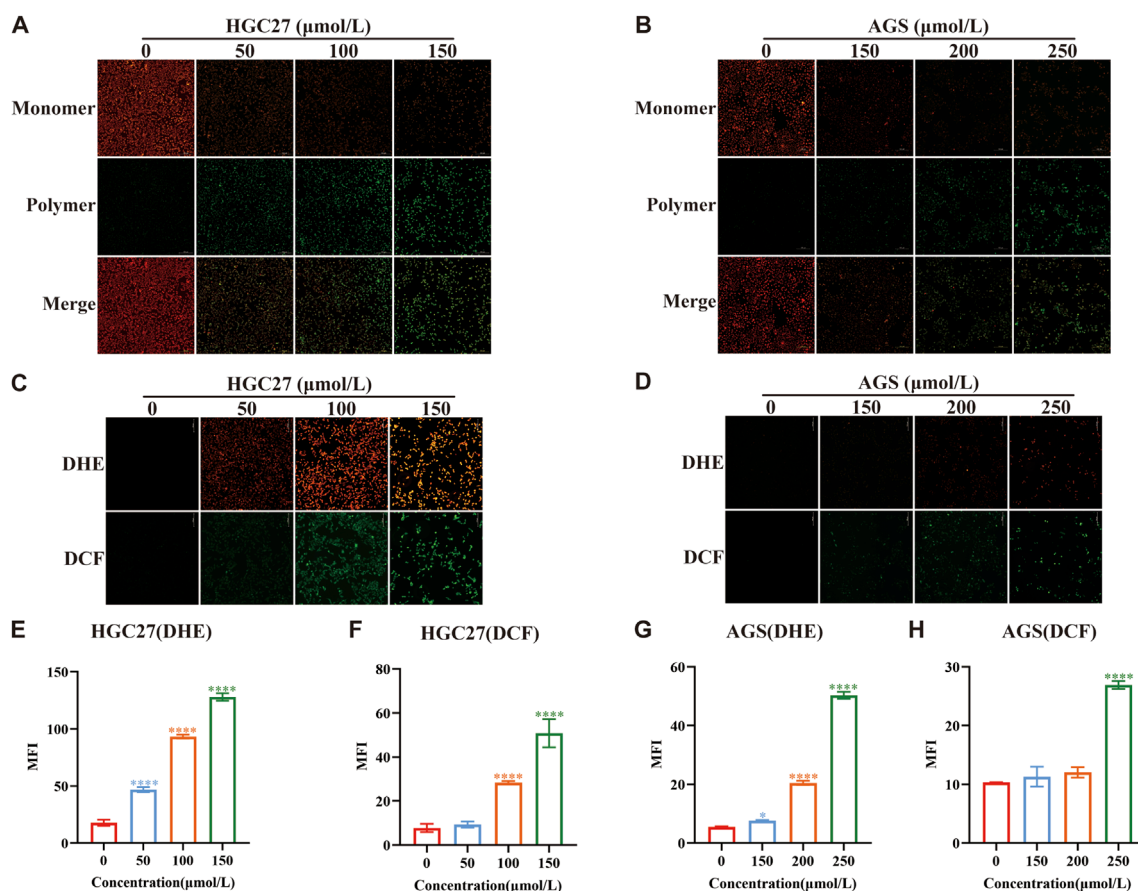 A
HGC27 (μmol/L)
0 50 100 150
Monomer
Polymer
Merge
B
AGS (μmol/L)
0 150 200 250
Monomer
Polymer
Merge
C
HGC27 (μmol/L)
0 50 100 150
DHE
DCF
D
AGS (μmol/L)
0 150 200 250
DHE
DCF
E
HGC27(DHE)
MFI
150
100
50
0
****
****
****
0 50 100 150
Concentration(μmol/L)
F
HGC27(DCF)
MFI
80
60
40
20
0
****
****
0 50 100 150
Concentration(μmol/L)
G
AGS(DHE)
MFI
60
40
20
0
****
****
*
0 150 200 250
Concentration(μmol/L)
H
AGS(DCF)
MFI
30
20
10
0
****
0 150 200 250
Concentration(μmol/L)